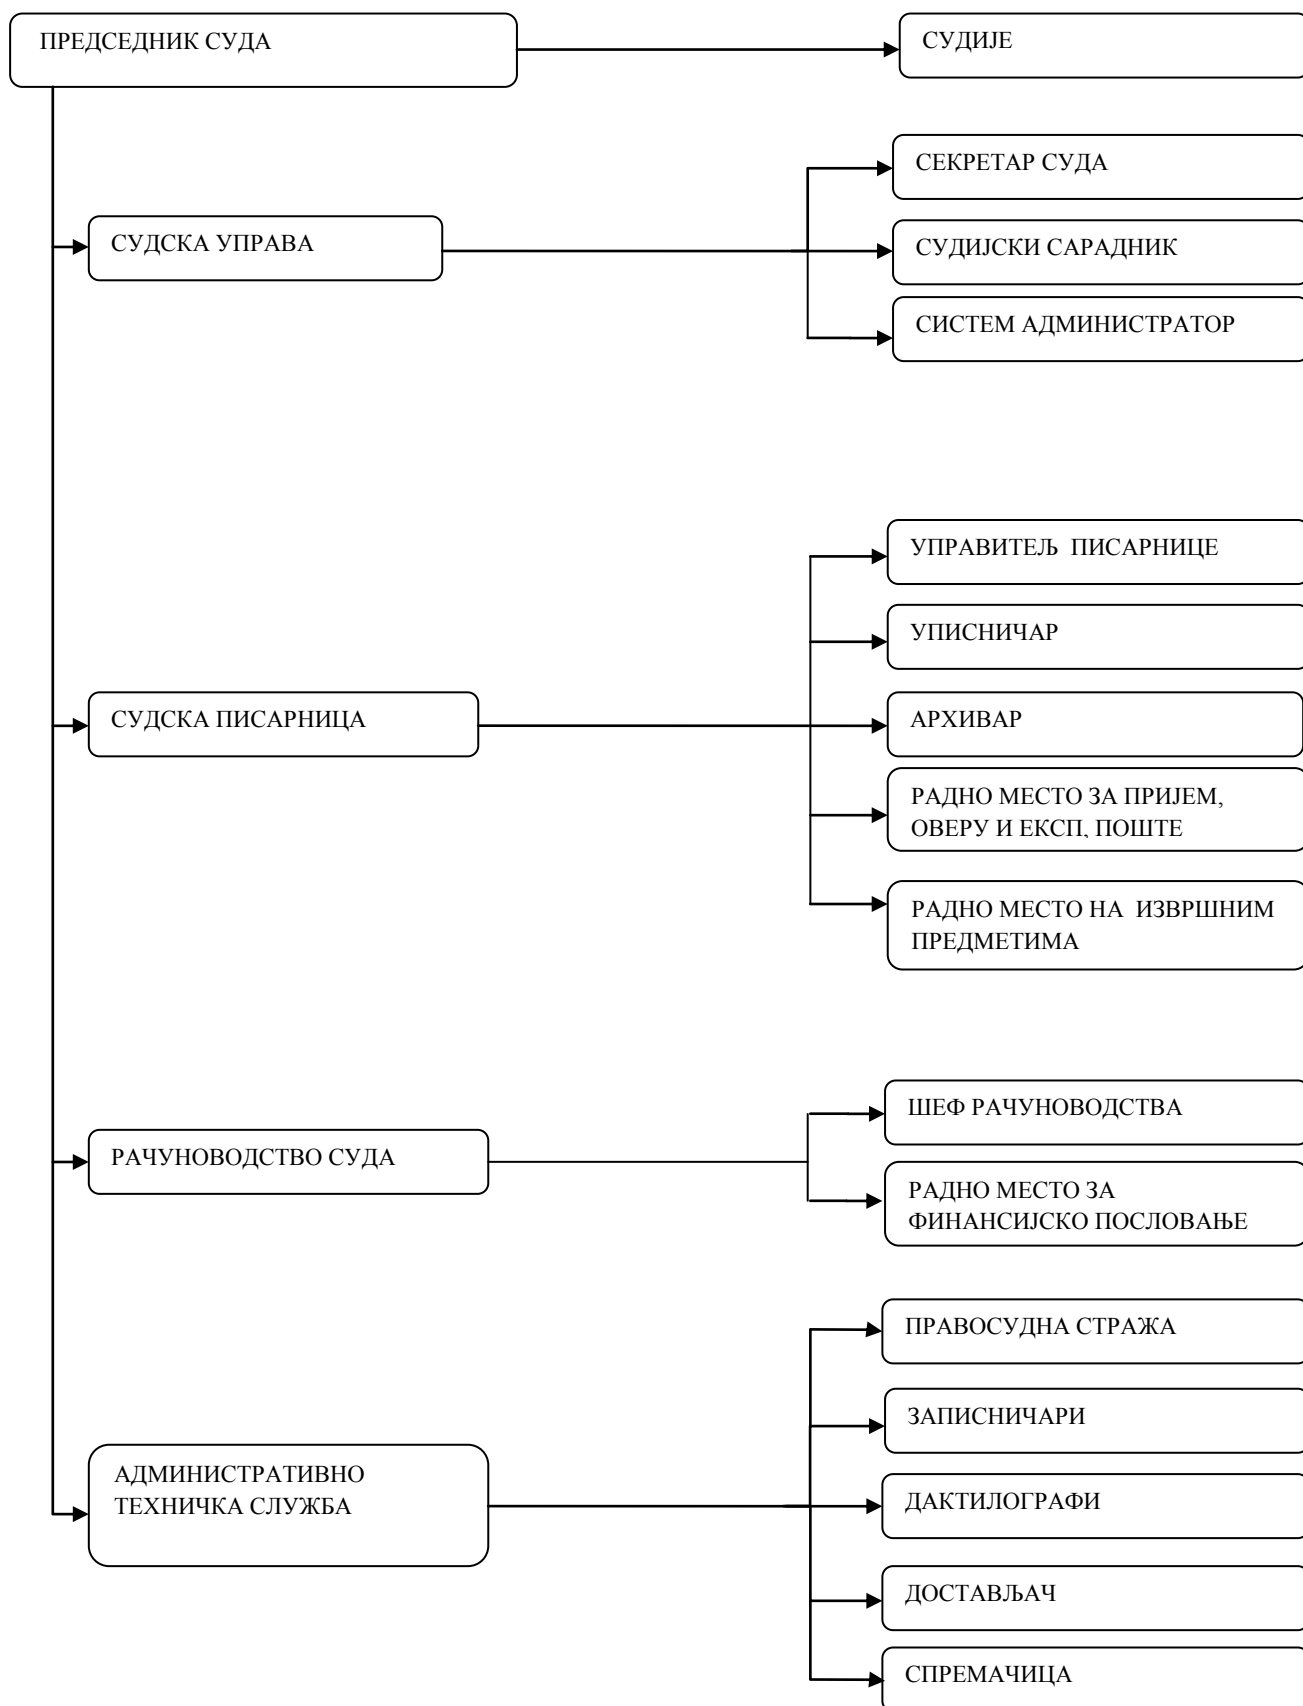 ПРЕДСЕДНИК СУДА
СУДИЈЕ
СЕКРЕТАР СУДА
СУДСКА УПРАВА
СУДИЈСКИ САРАДНИК
СИСТЕМ АДМИНИСТРАТОР
УПРАВИТЕЉ ПИСАРНИЦЕ
УПИСНИЧАР
СУДСКА ПИСАРНИЦА
АРХИВАР
РАДНО МЕСТО ЗА ПРИЈЕМ,
ОВЕРУ И ЕКСП, ПОШТЕ
РАДНО МЕСТО НА ИЗВРШНИМ
ПРЕДМЕТИМА
ШЕФ РАЧУНОВОДСТВА
РАЧУНОВОДСТВО СУДА
РАДНО МЕСТО ЗА
ФИНАНСИЈСКО ПОСЛОВАЊЕ
ПРАВОСУДНА СТРАЖА
ЗАПИСНИЧАРИ
АДМИНИСТРАТИВНО
ТЕХНИЧКА СЛУЖБА
ДАКТИЛОГРАФИ
ДОСТАВЉАЧ
СПРЕМАЧИЦА